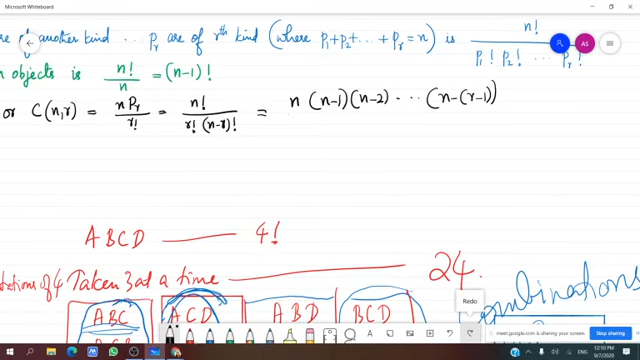 re of another kind ... Pr are of rth kind (where P1+P2+ ... +Pr=n) is n! / P1! P2! ... Pr!
n objects is n!/n = (n-1)!
or C(n,r) = nPr/r! = n!/r!(n-r)! = n(n-1)(n-2) ... (n-(r-1))
ABCD 4!
tations of 4 Taken 3 at a time 24.
ombinations
ABC ACD ABD BCD
Redo
B
AS
A
meet.google.com is sharing your screen.
Stop sharing
Hide
12:10 PM
9/7/2020
Microsoft Whiteboard